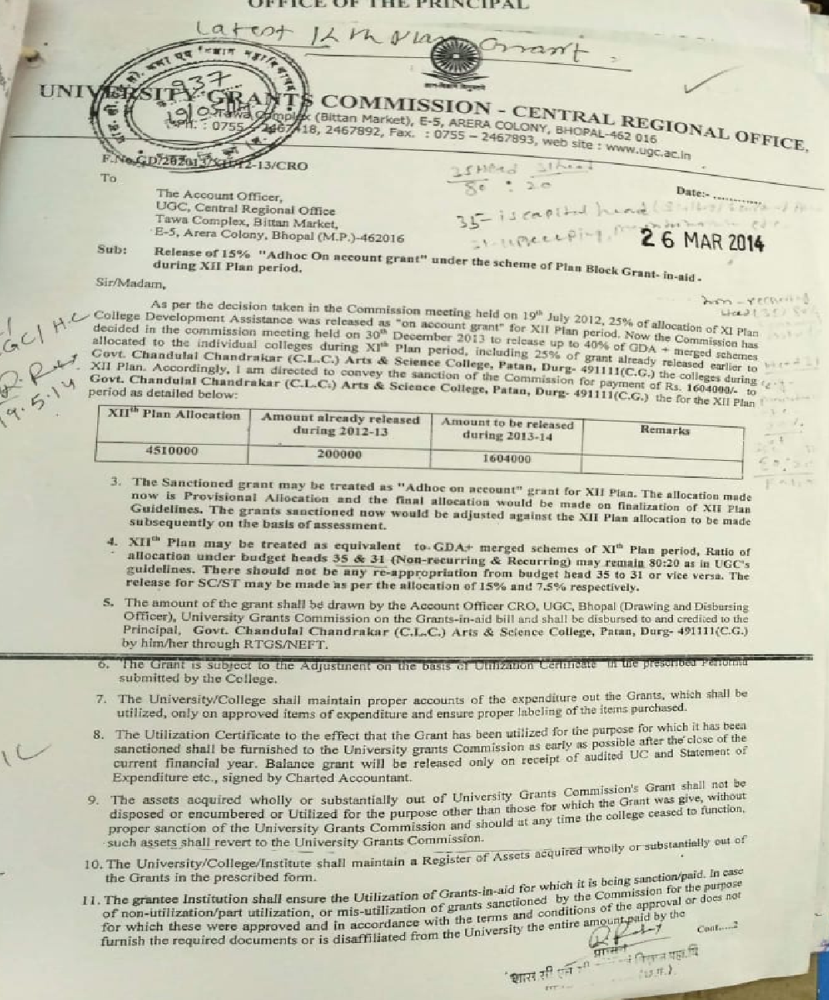 OFFICE OF THE PRINCIPAL
Latest 12th Plan Grant.
937
UNIVERSITY GRANTS COMMISSION - CENTRAL REGIONAL OFFICE,
Tawa Complex (Bittan Market), E-5, ARERA COLONY, BHOPAL-462 016
: 0755 2467418, 2467892, Fax. : 0755 – 2467893, web site : www.ugc.ac.in
F.No.GD/202013/XII/12-13/CRO
35 Head 31 head
80 : 20
To
Date:- ..............
The Account Officer,
UGC, Central Regional Office
Tawa Complex, Bittan Market,
E-5, Arera Colony, Bhopal (M.P.)-462016
35- is capital head
26 MAR 2014
Sub: Release of 15% "Adhoc On account grant" under the scheme of Plan Block Grant- in-aid .
during XII Plan period.
Sir/Madam,
As per the decision taken in the Commission meeting held on 19th July 2012, 25% of allocation of XI Plan
College Development Assistance was released as "on account grant" for XII Plan period. Now the Commission has
decided in the commission meeting held on 30th December 2013 to release up to 40% of GDA + merged schemes
allocated to the individual colleges during XIth Plan period, including 25% of grant already released earlier to
Govt. Chandulal Chandrakar (C.L.C.) Arts & Science College, Patan, Durg- 491111(C.G.) the colleges during
XII Plan. Accordingly, I am directed to convey the sanction of the Commission for payment of Rs. 1604000/- to
Govt. Chandulal Chandrakar (C.L.C.) Arts & Science College, Patan, Durg- 491111(C.G.) the for the XII Plan
period as detailed below:
19.5.14
XIIth Plan Allocation Amount already released during 2012-13 Amount to be released during 2013-14 Remarks
4510000 200000 1604000
3. The Sanctioned grant may be treated as "Adhoc on account" grant for XII Plan. The allocation made
now is Provisional Allocation and the final allocation would be made on finalization of XII Plan
Guidelines. The grants sanctioned now would be adjusted against the XII Plan allocation to be made
subsequently on the basis of assessment.
4. XIIth Plan may be treated as equivalent to GDA+ merged schemes of XIth Plan period, Ratio of
allocation under budget heads 35 & 31 (Non-recurring & Recurring) may remain 80:20 as in UGC's
guidelines. There should not be any re-appropriation from budget head 35 to 31 or vice versa. The
release for SC/ST may be made as per the allocation of 15% and 7.5% respectively.
5. The amount of the grant shall be drawn by the Account Officer CRO, UGC, Bhopal (Drawing and Disbursing
Officer), University Grants Commission on the Grants-in-aid bill and shall be disbursed to and credited to the
Principal, Govt. Chandulal Chandrakar (C.L.C.) Arts & Science College, Patan, Durg- 491111(C.G.)
by him/her through RTGS/NEFT.
6. The Grant is subject to the Adjustment on the basis of Utilization Certificate in the prescribed Performa
submitted by the College.
7. The University/College shall maintain proper accounts of the expenditure out the Grants, which shall be
utilized, only on approved items of expenditure and ensure proper labeling of the items purchased.
8. The Utilization Certificate to the effect that the Grant has been utilized for the purpose for which it has been
sanctioned shall be furnished to the University grants Commission as early as possible after the close of the
current financial year. Balance grant will be released only on receipt of audited UC and Statement of
Expenditure etc., signed by Charted Accountant.
9. The assets acquired wholly or substantially out of University Grants Commission's Grant shall not be
disposed or encumbered or Utilized for the purpose other than those for which the Grant was give, without
proper sanction of the University Grants Commission and should at any time the college ceased to function,
such assets shall revert to the University Grants Commission.
10. The University/College/Institute shall maintain a Register of Assets acquired wholly or substantially out of
the Grants in the prescribed form.
11. The grantee Institution shall ensure the Utilization of Grants-in-aid for which it is being sanction/paid. In case
of non-utilization/part utilization, or mis-utilization of grants sanctioned by the Commission for the purpose
for which these were approved and in accordance with the terms and conditions of the approval or does not
furnish the required documents or is disaffiliated from the University the entire amount paid by the
Cont.....2
(छ.ग.)